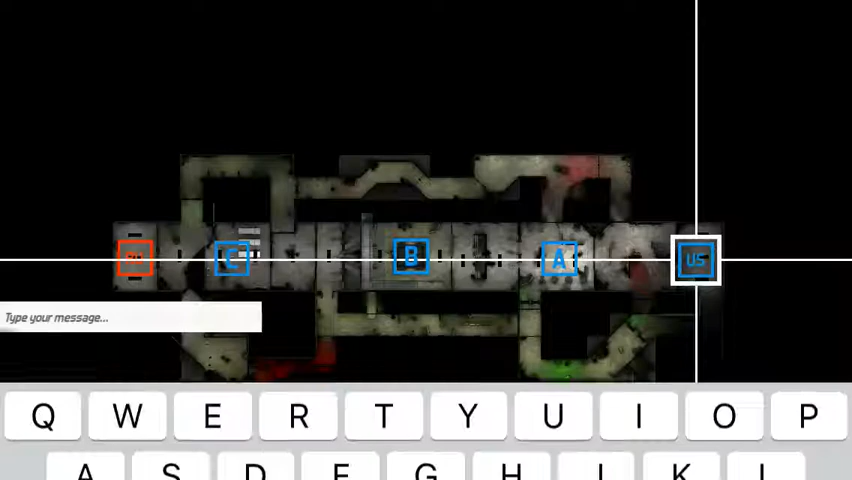 C B A US
Type your message...
Q W E R T Y U I O P
A S D F G H J K L